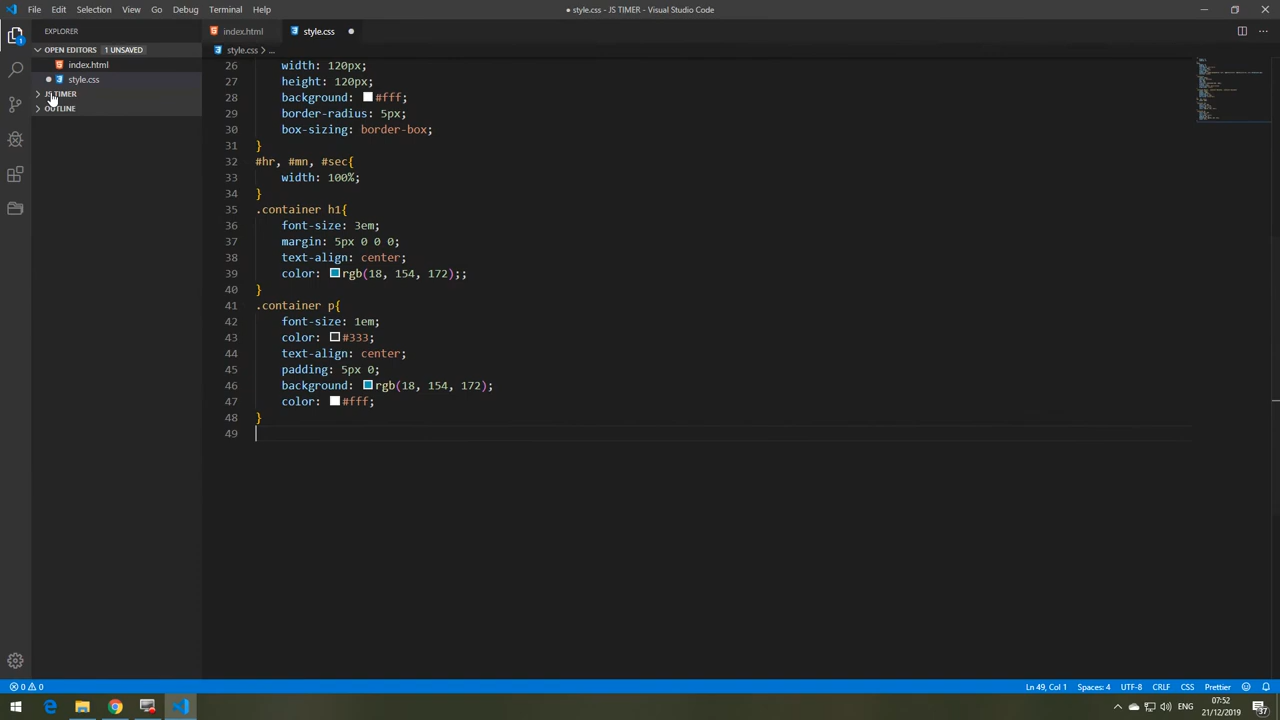 File Edit Selection View Go Debug Terminal Help
● style.css - JS TIMER - Visual Studio Code
EXPLORER
index.html
style.css
OPEN EDITORS 1 UNSAVED
index.html
style.css
JS TIMER
OUTLINE
style.css > ...
26 width: 120px;
27 height: 120px;
28 background: #fff;
29 border-radius: 5px;
30 box-sizing: border-box;
31 }
32 #hr, #mn, #sec{
33 width: 100%;
34 }
35 .container h1{
36 font-size: 3em;
37 margin: 5px 0 0 0;
38 text-align: center;
39 color: rgb(18, 154, 172);;
40 }
41 .container p{
42 font-size: 1em;
43 color: #333;
44 text-align: center;
45 padding: 5px 0;
46 background: rgb(18, 154, 172);
47 color: #fff;
48 }
49
0 0
Ln 49, Col 1 Spaces: 4 UTF-8 CRLF CSS Prettier
ENG
07:52
21/12/2019